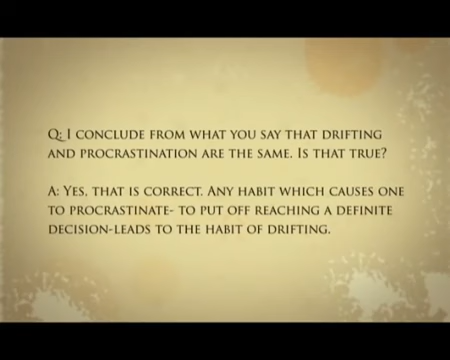 Q: I conclude from what you say that drifting
and procrastination are the same. Is that true?
A: Yes, that is correct. Any habit which causes one
to procrastinate- to put off reaching a definite
decision-leads to the habit of drifting.